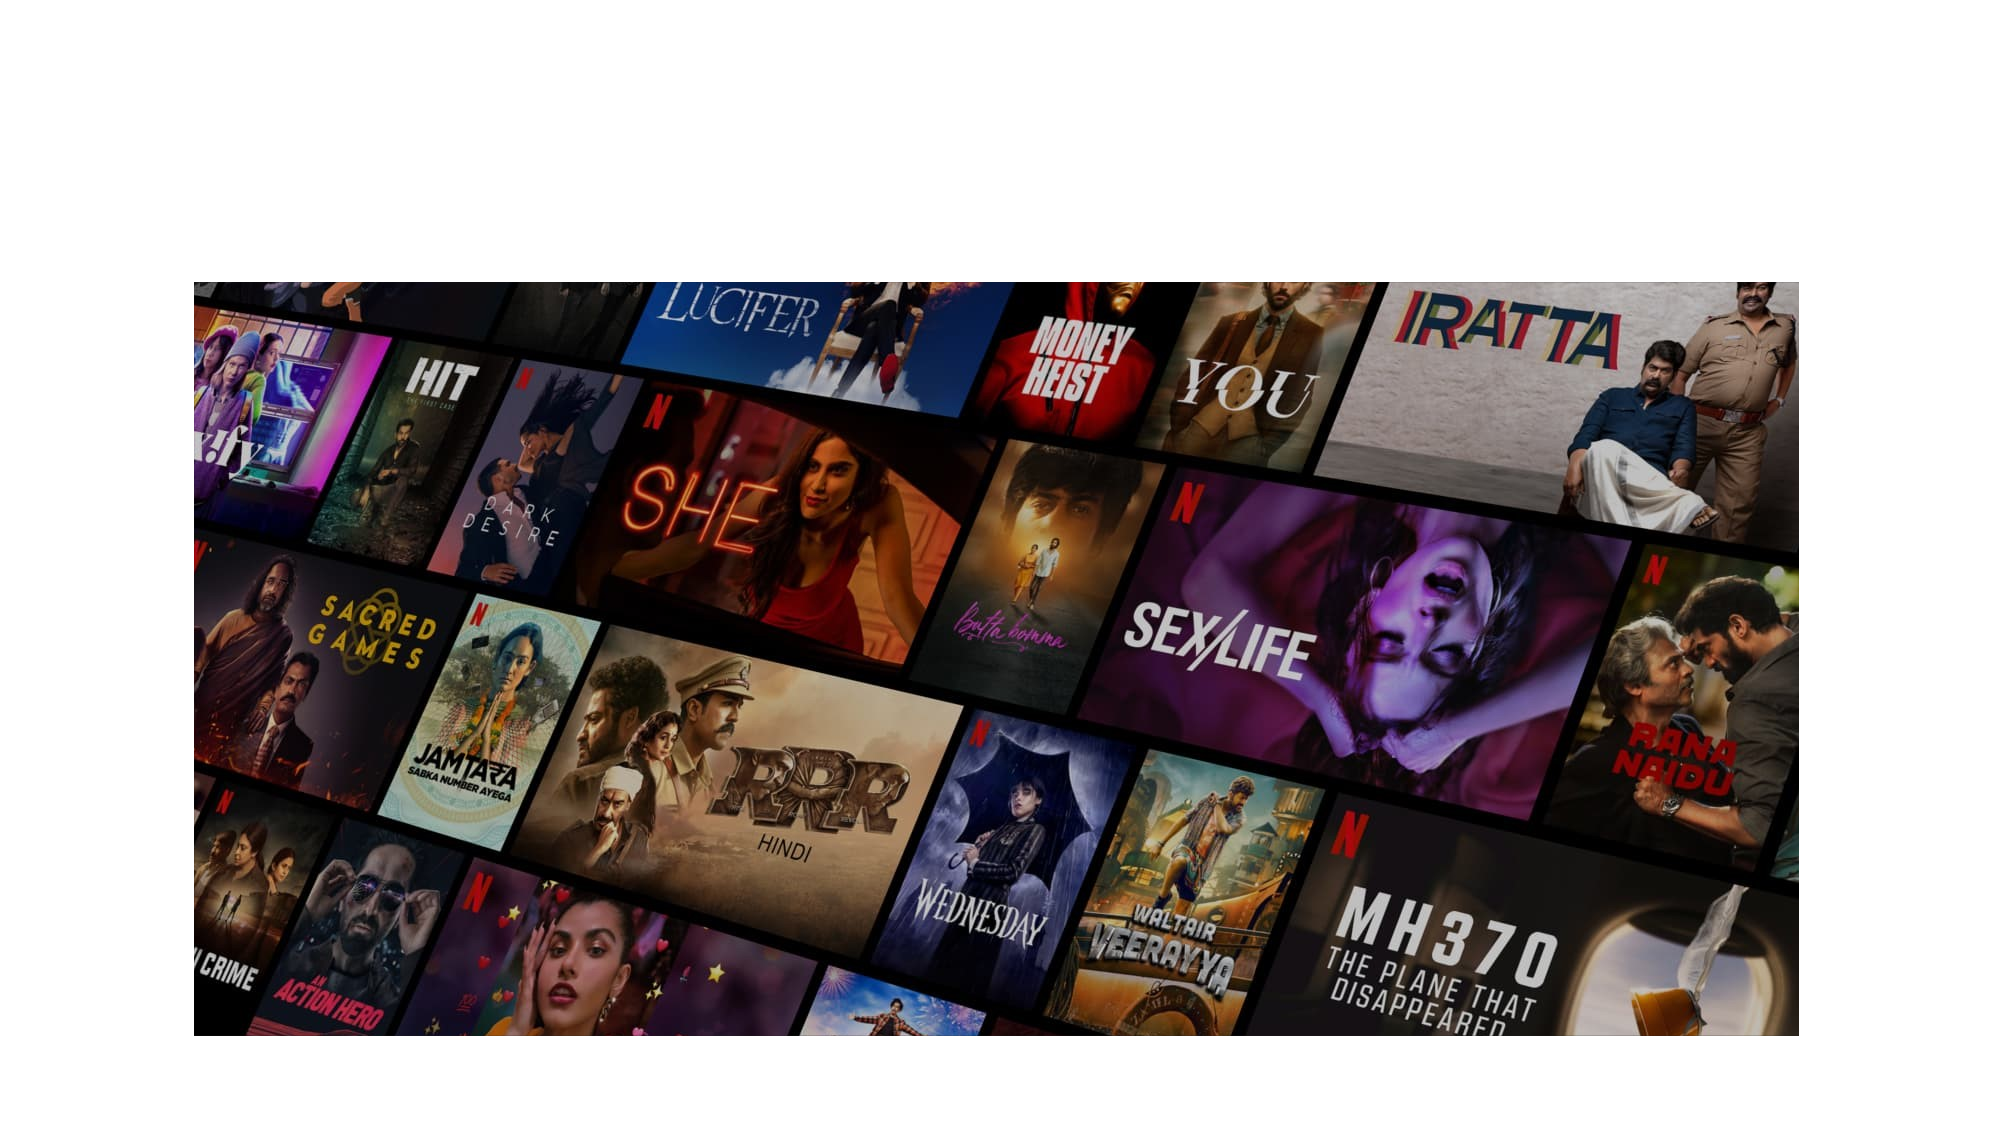 LUCIFER
MONEY
HEIST
YOU
IRATTA
x!fy
HIT
THE FIRST CASE
N
DARK
DESIRE
N
SHE
Butta bomma
N
SEX/LIFE
N
RANA
NAIDU
N
SACRED
GAMES
N
JAMTARA
SABKA NUMBER AYEGA
RRR
HINDI
N
WEDNESDAY
WALTAIR
VEERAYYA
N
MH370
THE PLANE THAT
DISAPPEARED
N
I CRIME
AN
ACTION HERO
N
100